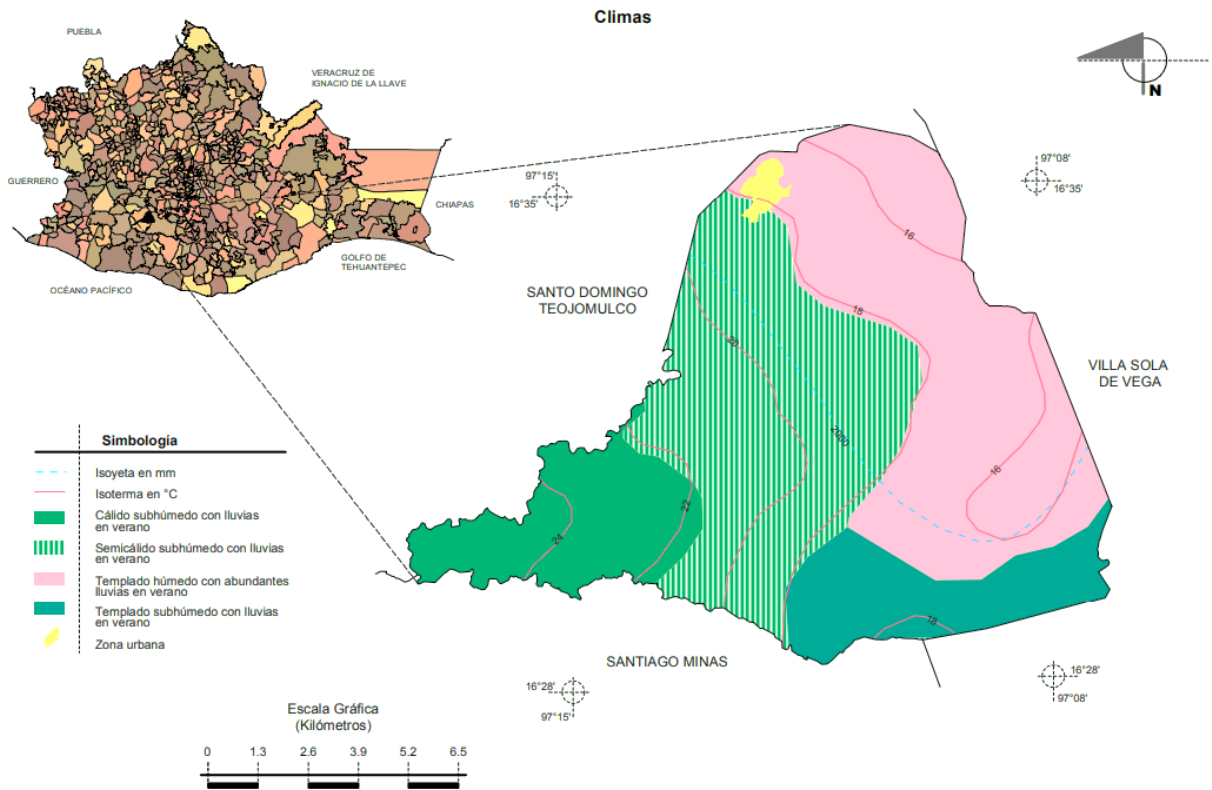 Climas
PUEBLA
VERACRUZ DE
IGNACIO DE LA LLAVE
GUERRERO
CHIAPAS
GOLFO DE
TEHUANTEPEC
OCÉANO PACÍFICO
N
97°15'
16°35'
97°08'
16°35'
SANTO DOMINGO
TEOJOMULCO
VILLA SOLA
DE VEGA
16
18
20
2000
16
22
24
18
Simbología
Isoyeta en mm
Isoterma en °C
Cálido subhúmedo con lluvias
en verano
Semicálido subhúmedo con lluvias
en verano
Templado húmedo con abundantes
lluvias en verano
Templado subhúmedo con lluvias
en verano
Zona urbana
SANTIAGO MINAS
16°28'
97°15'
16°28'
97°08'
Escala Gráfica
(Kilómetros)
0 1.3 2.6 3.9 5.2 6.5